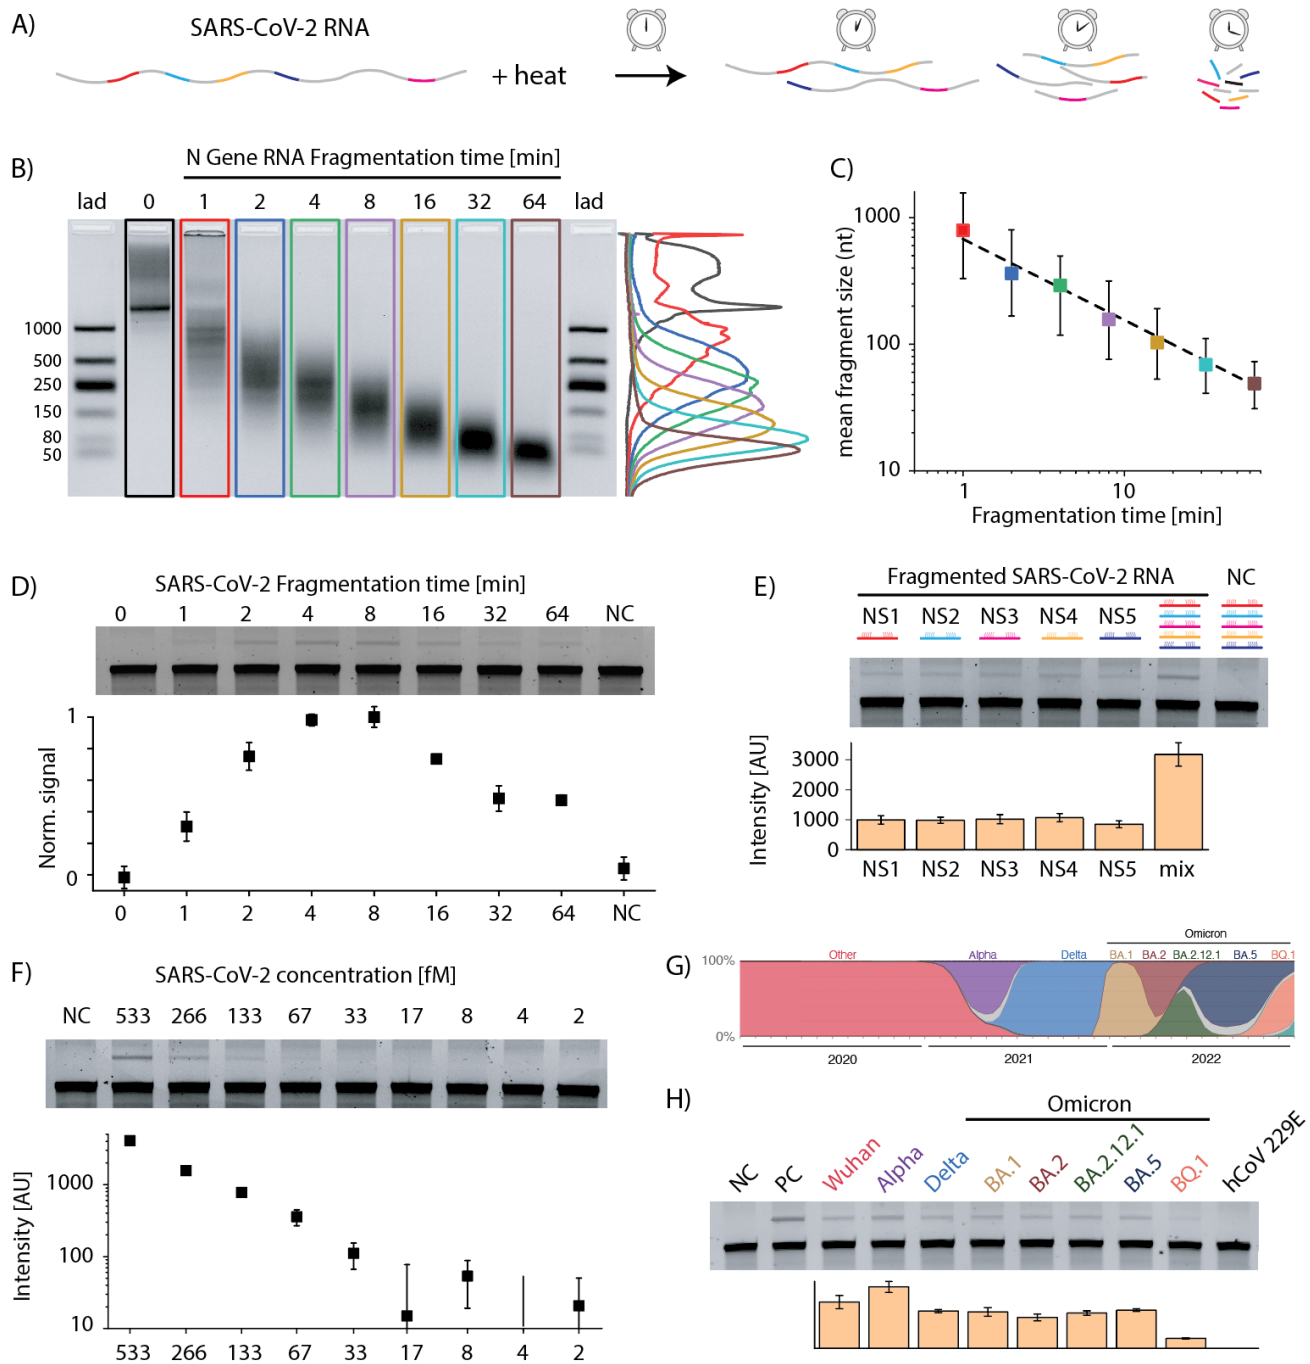 A)
SARS-CoV-2 RNA
+ heat
B)
N Gene RNA Fragmentation time [min]
lad 0 1 2 4 8 16 32 64 lad
1000
500
250
150
80
50
C)
mean fragment size (nt)
1000
100
10
1 10
Fragmentation time [min]
D)
SARS-CoV-2 Fragmentation time [min]
0 1 2 4 8 16 32 64 NC
Norm. signal
1
0
0 1 2 4 8 16 32 64 NC
E)
Fragmented SARS-CoV-2 RNA NC
NS1 NS2 NS3 NS4 NS5
Intensity [AU]
3000
2000
1000
0
NS1 NS2 NS3 NS4 NS5 mix
F)
SARS-CoV-2 concentration [fM]
NC 533 266 133 67 33 17 8 4 2
Intensity [AU]
1000
100
10
533 266 133 67 33 17 8 4 2
G)
Omicron
Other Alpha Delta BA.1 BA.2 BA.2.12.1 BA.5 BQ.1
100%
0%
2020 2021 2022
H)
Omicron
NC PC Wuhan Alpha Delta BA.1 BA.2 BA.2.12.1 BA.5 BQ.1 hCoV 229E